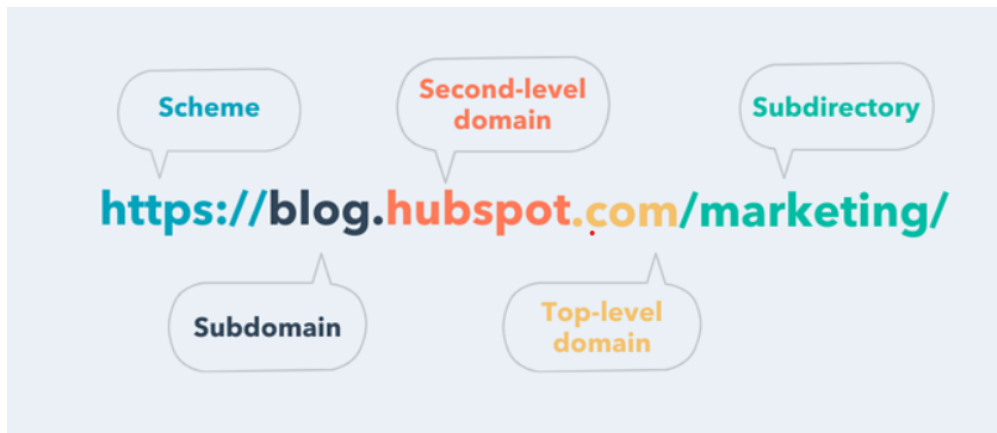 Scheme
Second-level
domain
Subdirectory
https://blog.hubspot.com/marketing/
Subdomain
Top-level
domain